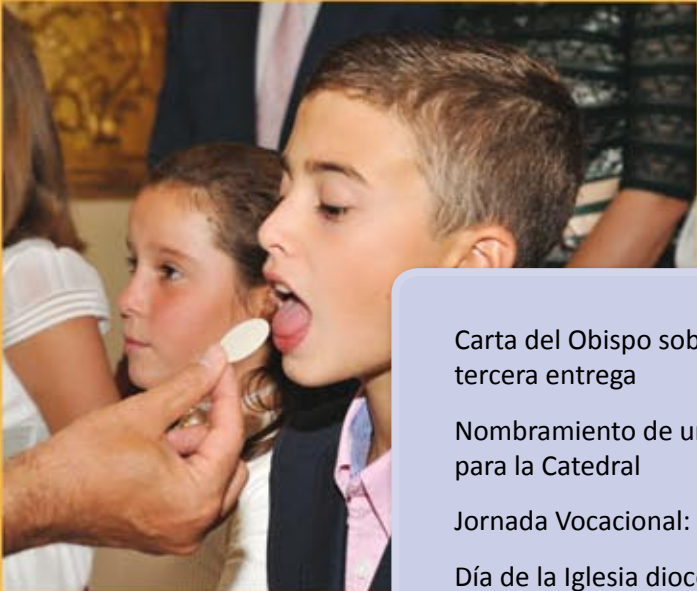 Carta del Obispo
tercera entrega
Nombramiento de
para la Catedral
Jornada Vocacional:
Día de la Iglesia